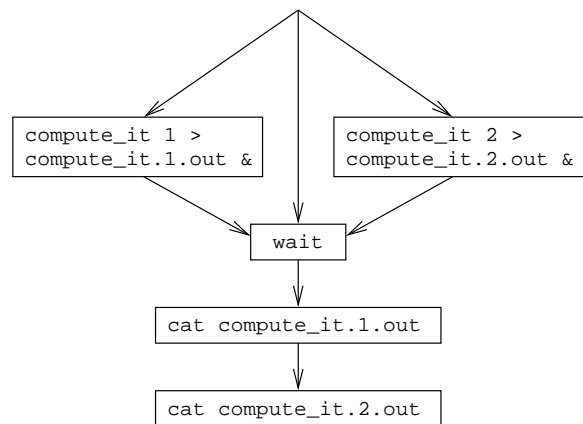 compute_it 1 >
compute_it.1.out &
compute_it 2 >
compute_it.2.out &
wait
cat compute_it.1.out
cat compute_it.2.out